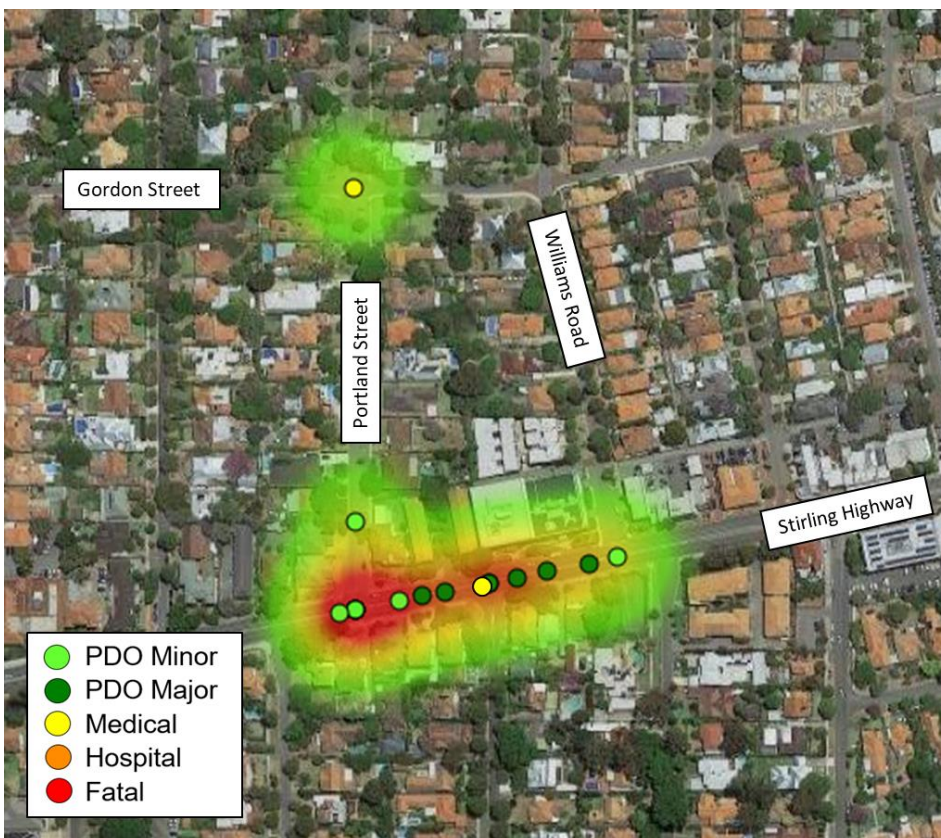 Gordon Street
Williams Road
Portland Street
Stirling Highway
PDO Minor
PDO Major
Medical
Hospital
Fatal